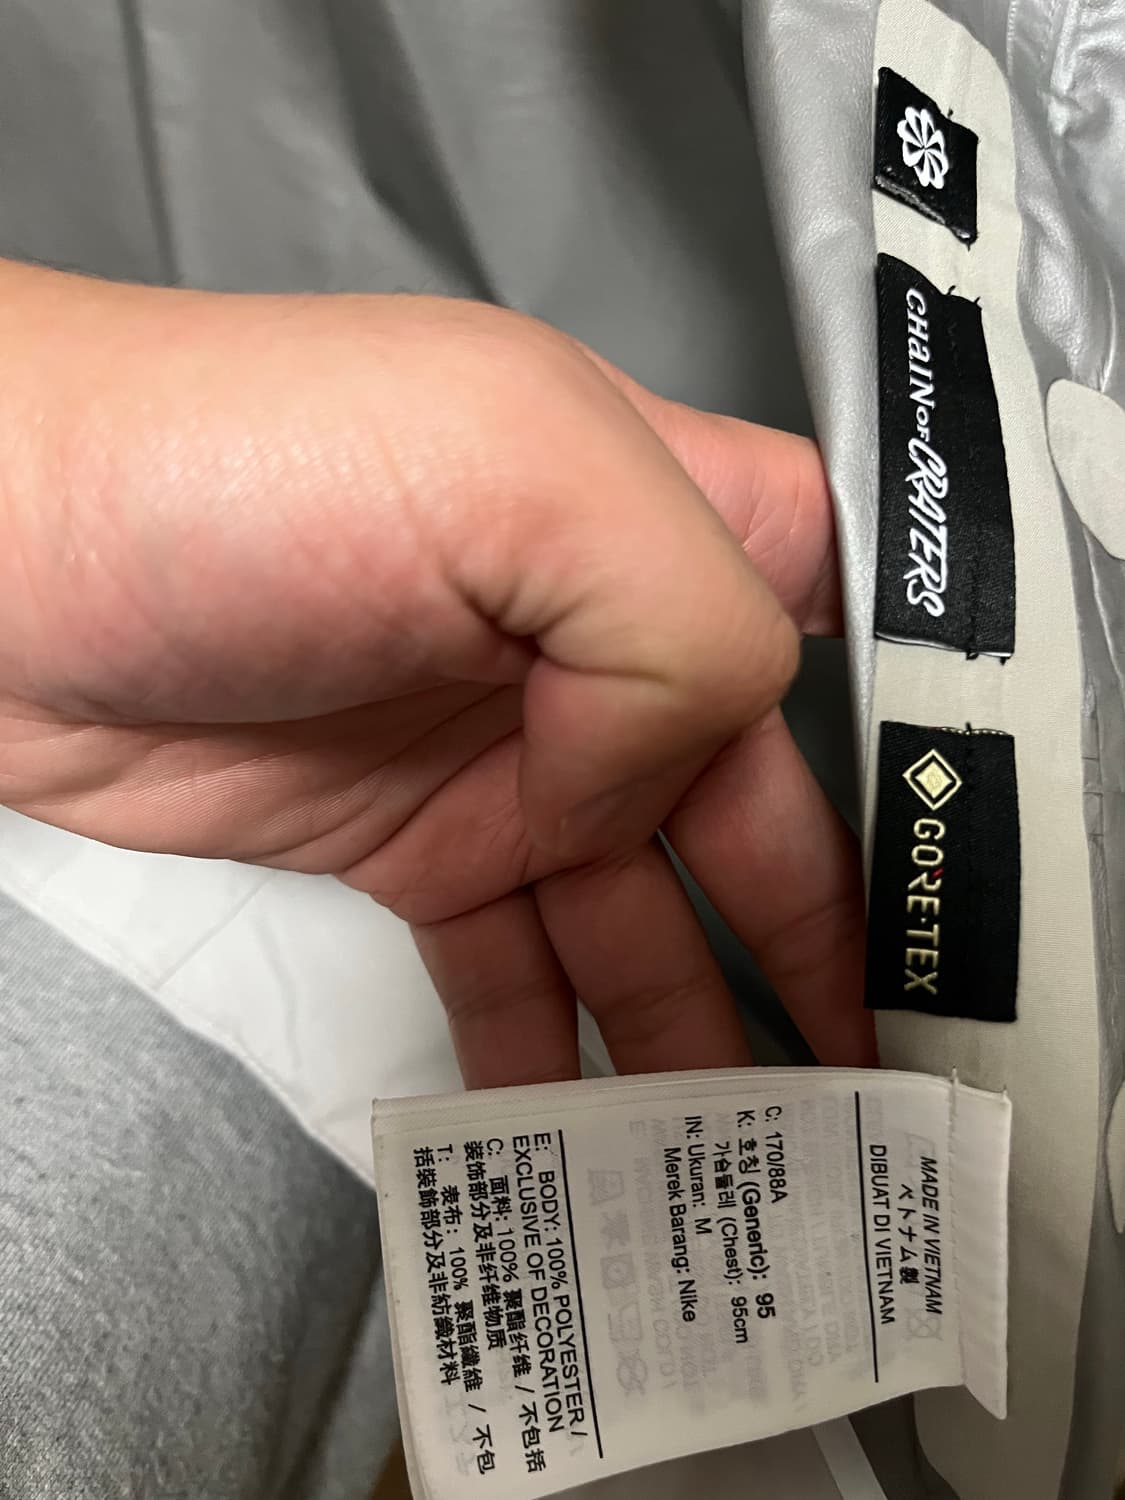 CHaIN OF CRATERS
GORE-TEX
MADE IN VIETNAM
ベトナム製
DIBUAT DI VIETNAM
C: 170/88A
K: 호칭 (Generic): 95
가슴둘레 (Chest): 95cm
IN: Ukuran: M
Merek Barang: Nike
E: BODY: 100% POLYESTER /
EXCLUSIVE OF DECORATION
C: 面料: 100% 聚酯纤维 / 不包括
装饰部分及非纤维物质
T: 表布: 100% 聚酯纖維 / 不包
括裝飾部分及非紡織材料